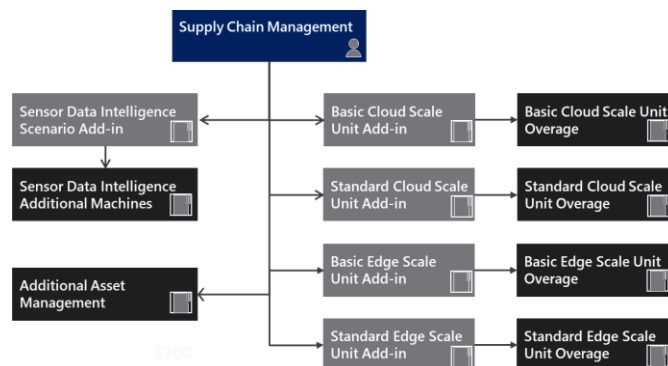 Supply Chain Management
Sensor Data Intelligence
Scenario Add-in
Basic Cloud Scale
Unit Add-in
Basic Cloud Scale Unit
Overage
Sensor Data Intelligence
Additional Machines
Standard Cloud Scale
Unit Add-in
Standard Cloud Scale
Unit Overage
Basic Edge Scale
Unit Add-in
Basic Edge Scale Unit
Overage
Additional Asset
Management
Standard Edge Scale
Unit Add-in
Standard Edge Scale
Unit Overage
$300